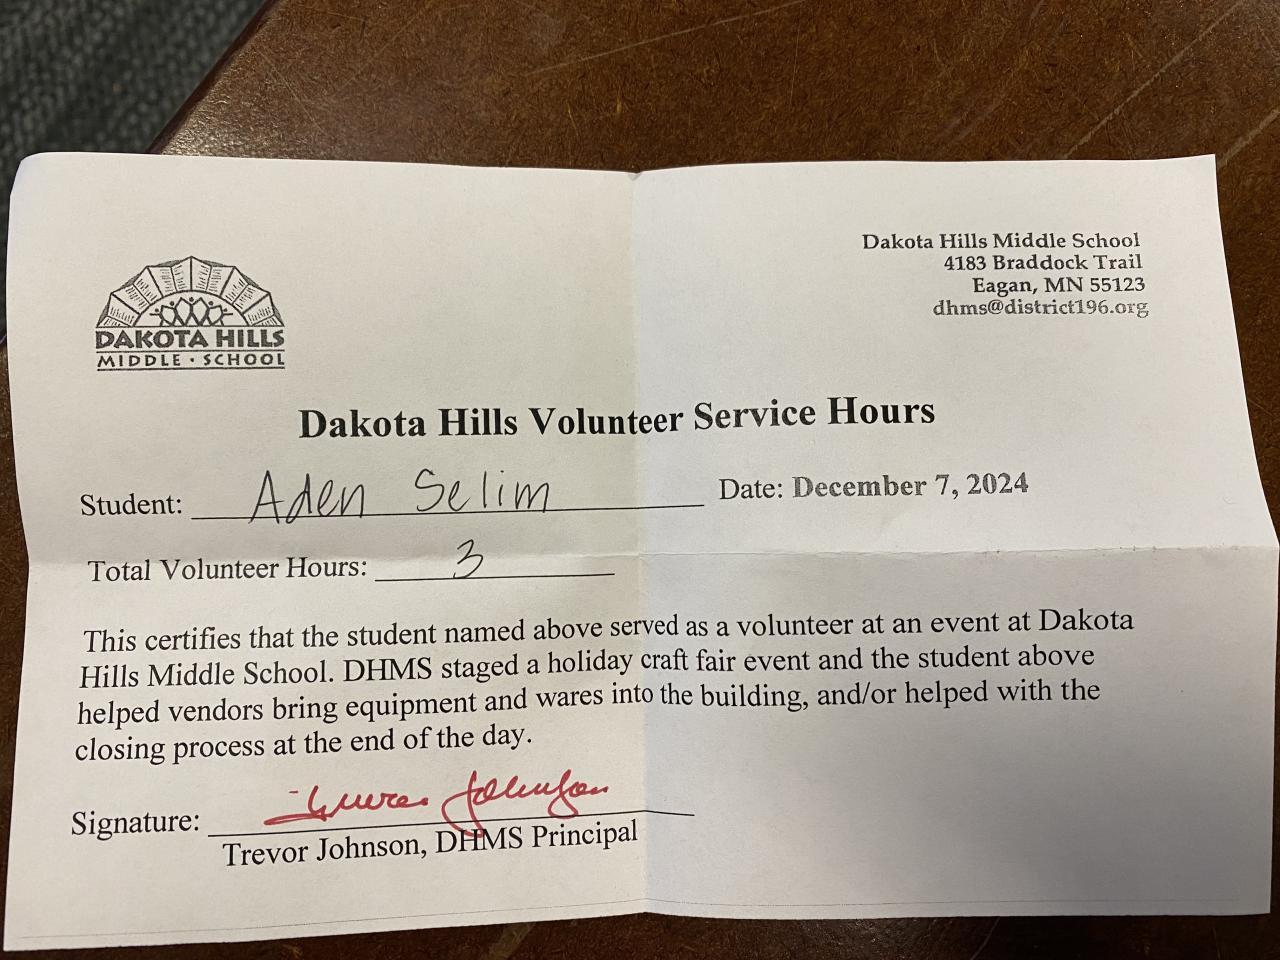 Dakota Hills Middle School
4183 Braddock Trail
Eagan, MN 55123
dhms@district196.org
DAKOTA HILLS
MIDDLE · SCHOOL
Dakota Hills Volunteer Service Hours
Student: Aden Selim Date: December 7, 2024
Total Volunteer Hours: 3
This certifies that the student named above served as a volunteer at an event at Dakota
Hills Middle School. DHMS staged a holiday craft fair event and the student above
helped vendors bring equipment and wares into the building, and/or helped with the
closing process at the end of the day.
Signature: Trevor Johnson
Trevor Johnson, DHMS Principal